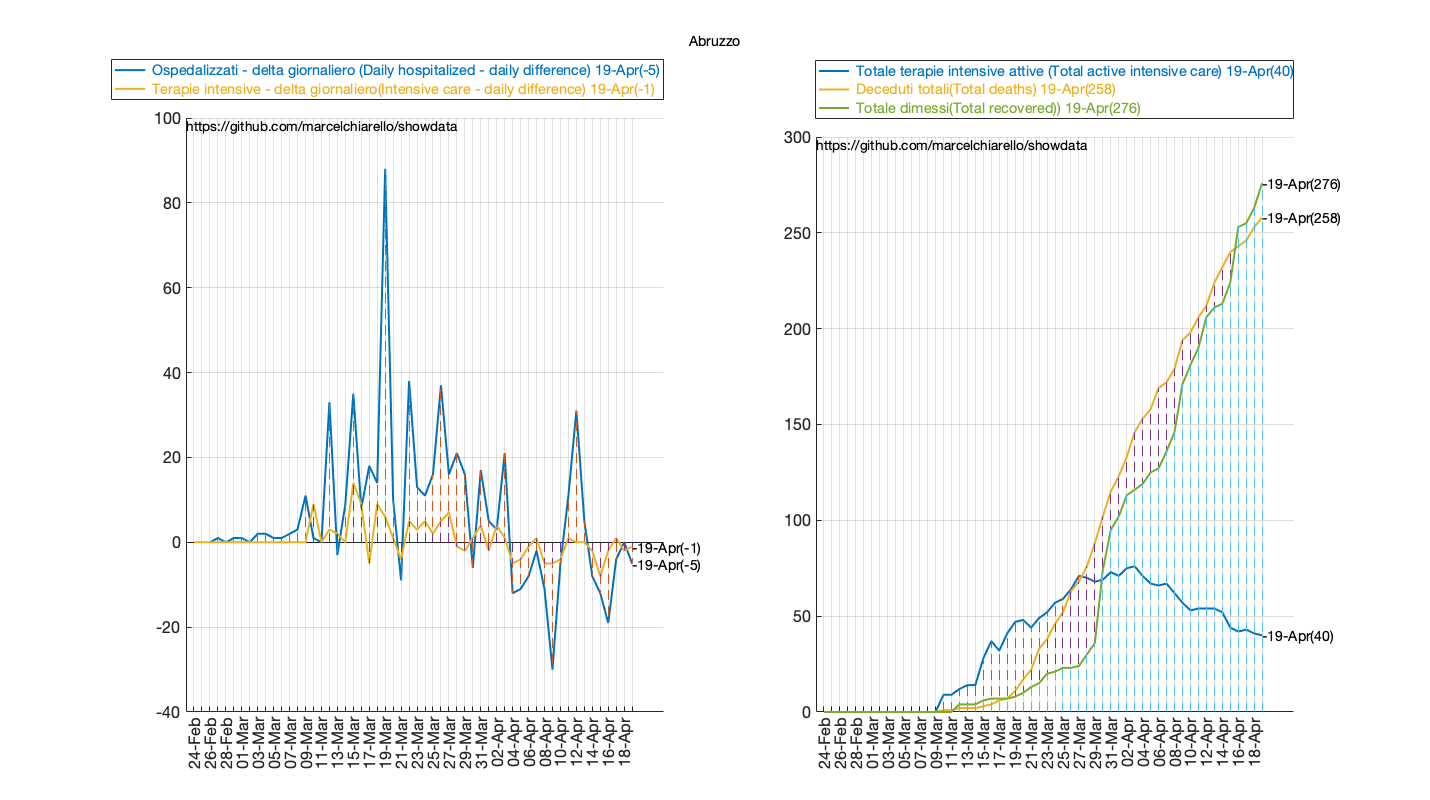 Abruzzo
Ospedalizzati - delta giornaliero (Daily hospitalized - daily difference) 19-Apr(-5)
Terapie intensive - delta giornaliero(Intensive care - daily difference) 19-Apr(-1)
https://github.com/marcelchiarello/showdata
100
80
60
40
20
0
-20
-40
-19-Apr(-1)
-19-Apr(-5)
24-Feb
26-Feb
28-Feb
01-Mar
03-Mar
05-Mar
07-Mar
09-Mar
11-Mar
13-Mar
15-Mar
17-Mar
19-Mar
21-Mar
23-Mar
25-Mar
27-Mar
29-Mar
31-Mar
02-Apr
04-Apr
06-Apr
08-Apr
10-Apr
12-Apr
14-Apr
16-Apr
18-Apr
Totale terapie intensive attive (Total active intensive care) 19-Apr(40)
Deceduti totali(Total deaths) 19-Apr(258)
Totale dimessi(Total recovered)) 19-Apr(276)
https://github.com/marcelchiarello/showdata
300
250
200
150
100
50
0
-19-Apr(276)
-19-Apr(258)
-19-Apr(40)
24-Feb
26-Feb
28-Feb
01-Mar
03-Mar
05-Mar
07-Mar
09-Mar
11-Mar
13-Mar
15-Mar
17-Mar
19-Mar
21-Mar
23-Mar
25-Mar
27-Mar
29-Mar
31-Mar
02-Apr
04-Apr
06-Apr
08-Apr
10-Apr
12-Apr
14-Apr
16-Apr
18-Apr